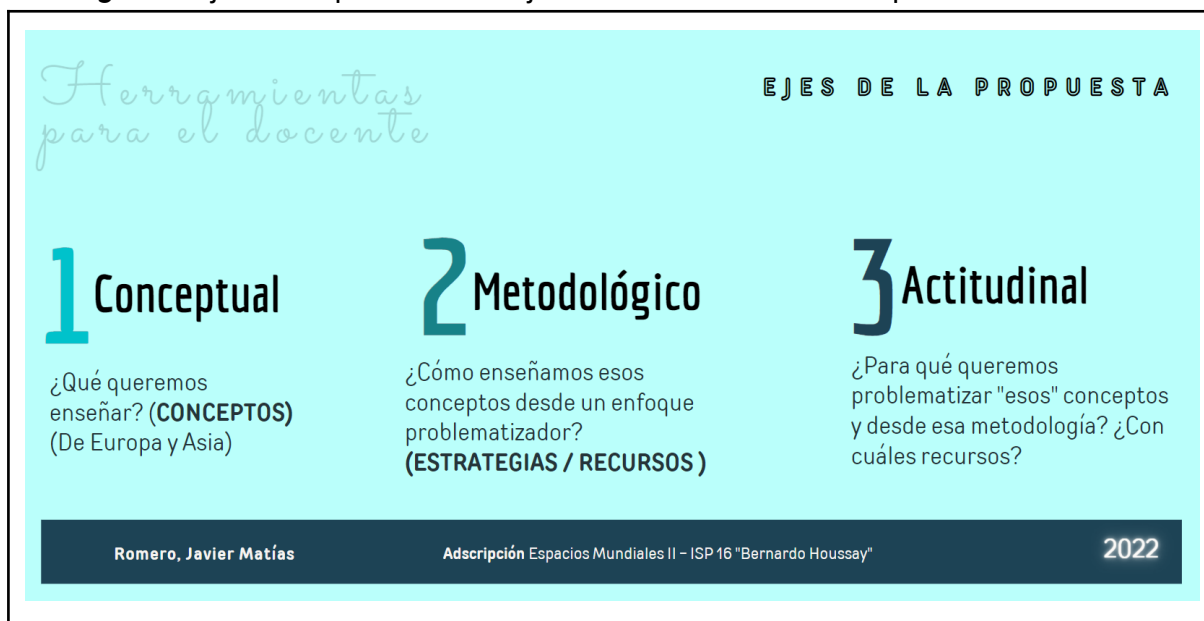 Herramientas
para el docente
EJES DE LA PROPUESTA
1 Conceptual
¿Qué queremos
enseñar? (CONCEPTOS)
(De Europa y Asia)
2 Metodológico
¿Cómo enseñamos esos
conceptos desde un enfoque
problematizador?
(ESTRATEGIAS / RECURSOS )
3 Actitudinal
¿Para qué queremos
problematizar "esos" conceptos
y desde esa metodología? ¿Con
cuáles recursos?
Romero, Javier Matías
Adscripción Espacios Mundiales II – ISP 16 "Bernardo Houssay"
2022